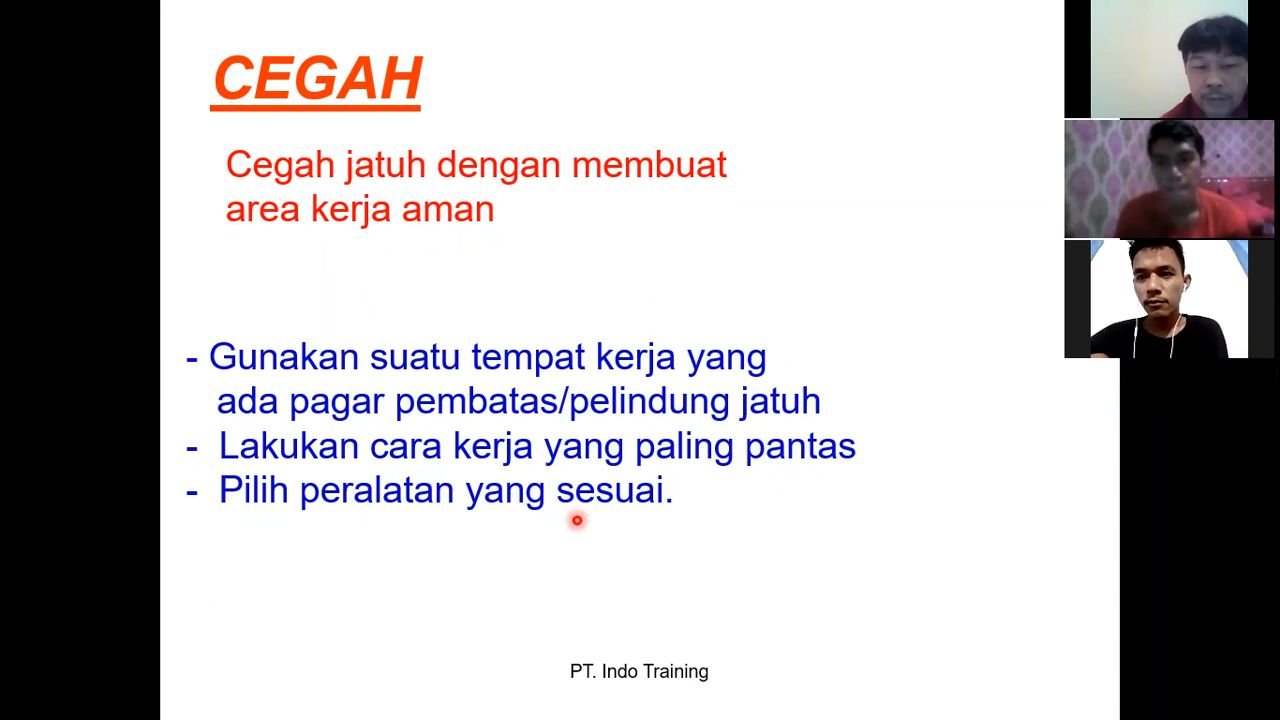 CEGAH
Cegah jatuh dengan membuat
area kerja aman
- Gunakan suatu tempat kerja yang
ada pagar pembatas/pelindung jatuh
- Lakukan cara kerja yang paling pantas
- Pilih peralatan yang sesuai.
PT. Indo Training